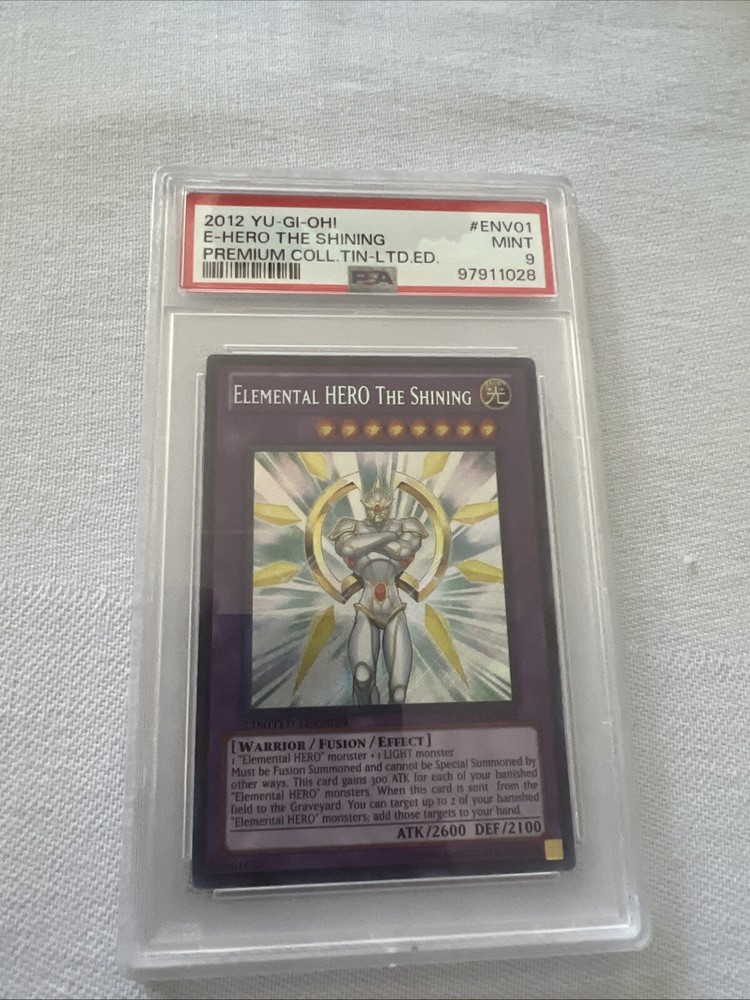 2012 YU-GI-OH! #ENV01
E-HERO THE SHINING MINT
PREMIUM COLL.TIN-LTD.ED. 9
PSA 97911028
ELEMENTAL HERO THE SHINING
光
LIMITED EDITION
[WARRIOR / FUSION / EFFECT]
1 "Elemental HERO" monster + 1 LIGHT monster
Must be Fusion Summoned and cannot be Special Summoned by
other ways. This card gains 300 ATK for each of your banished
"Elemental HERO" monsters. When this card is sent from the
field to the Graveyard: You can target up to 2 of your banished
"Elemental HERO" monsters; add those targets to your hand.
ATK/2600 DEF/2100